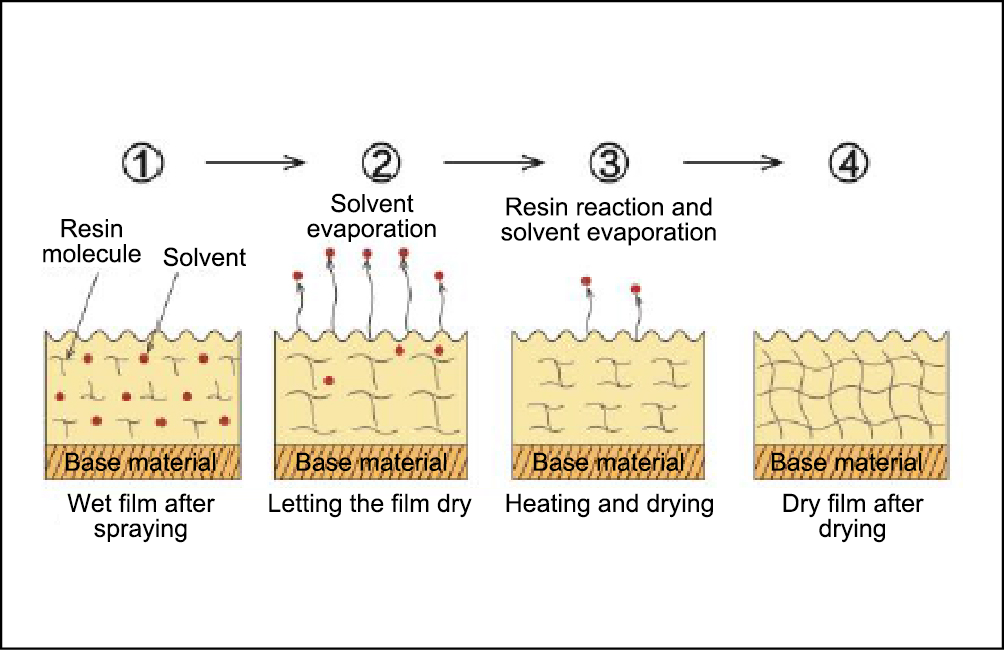 ①
②
③
④
Resin
molecule
Solvent
Solvent
evaporation
Resin reaction and
solvent evaporation
Base material
Base material
Base material
Base material
Wet film after
spraying
Letting the film dry
Heating and drying
Dry film after
drying